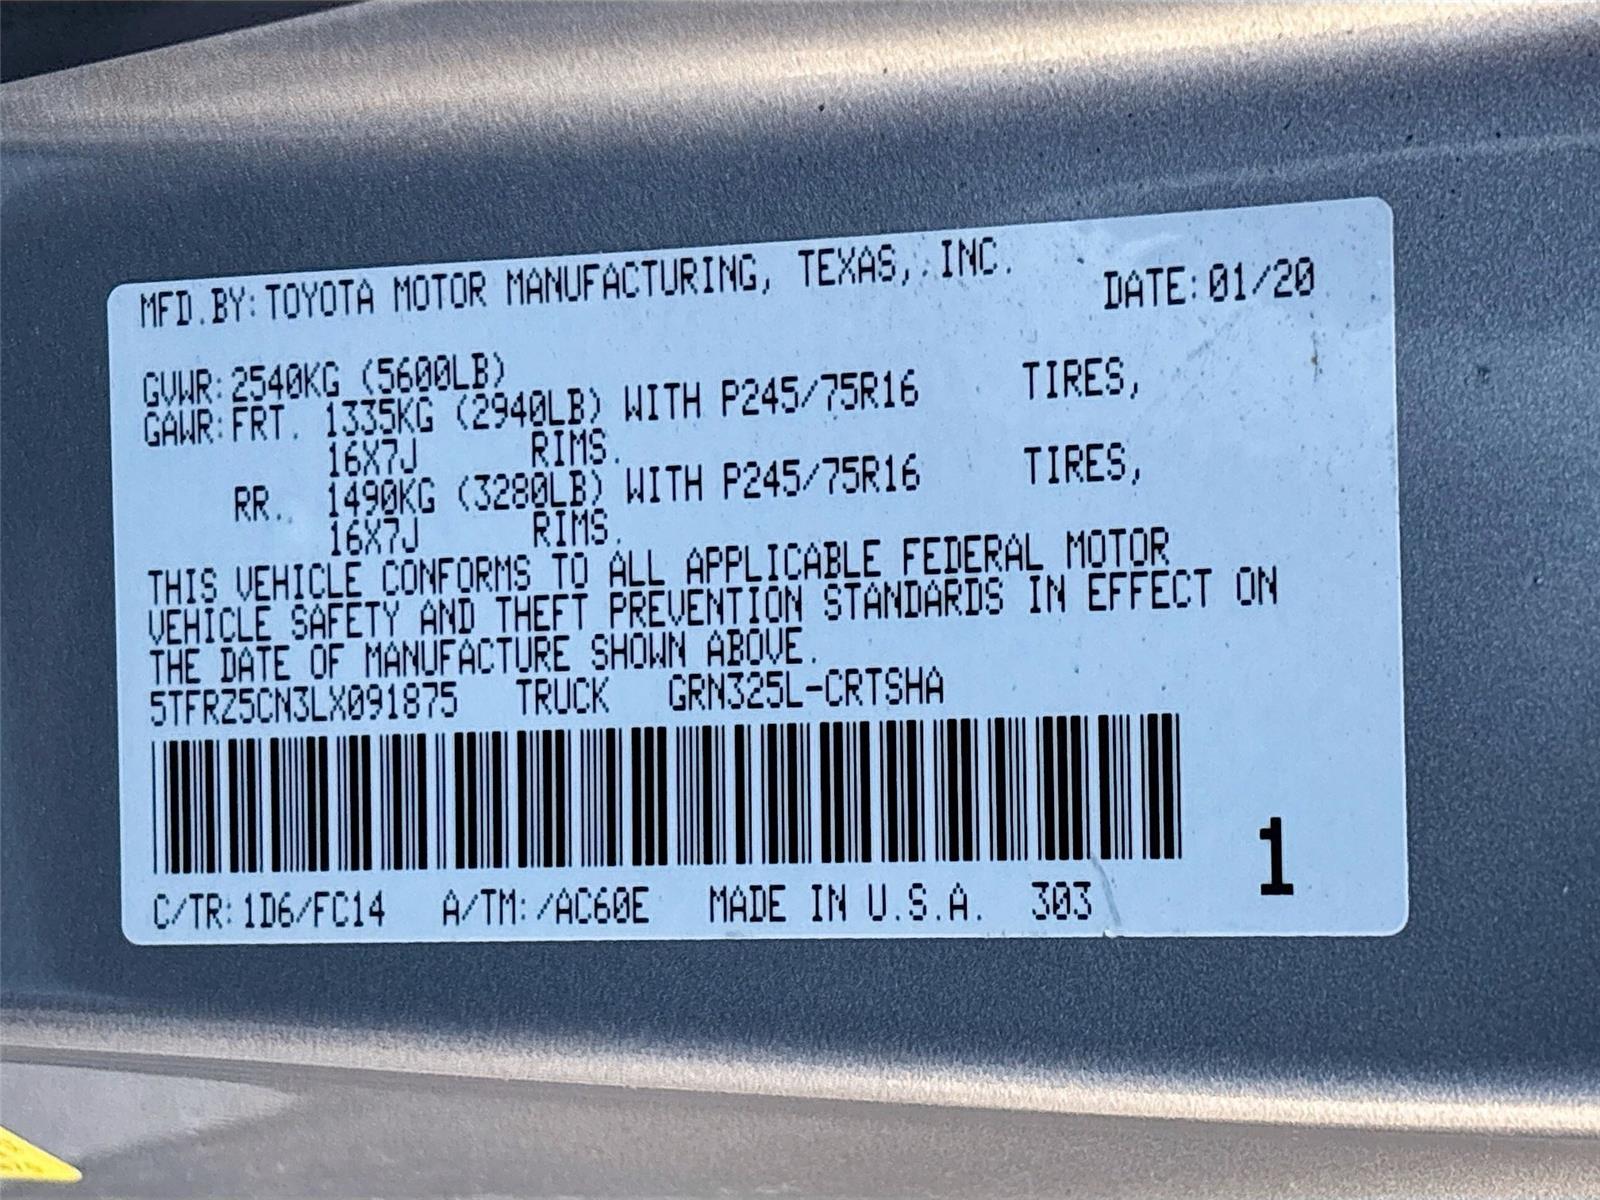 MFD.BY:TOYOTA MOTOR MANUFACTURING, TEXAS, INC. DATE:01/20
GVWR:2540KG (5600LB)
GAWR:FRT. 1335KG (2940LB) WITH P245/75R16 TIRES,
16X7J RIMS.
RR. 1490KG (3280LB) WITH P245/75R16 TIRES,
16X7J RIMS.
THIS VEHICLE CONFORMS TO ALL APPLICABLE FEDERAL MOTOR
VEHICLE SAFETY AND THEFT PREVENTION STANDARDS IN EFFECT ON
THE DATE OF MANUFACTURE SHOWN ABOVE.
5TFRZ5CN3LX091875 TRUCK GRN325L-CRTSHA
C/TR:1D6/FC14 A/TM:/AC60E MADE IN U.S.A. 303
1